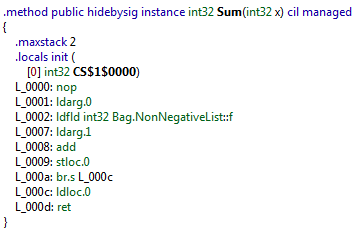 .method public hidebysig instance int32 Sum(int32 x) cil managed
{
.maxstack 2
.locals init (
[0] int32 CS$1$0000)
L_0000: nop
L_0001: ldarg.0
L_0002: ldfld int32 Bag.NonNegativeList::f
L_0007: ldarg.1
L_0008: add
L_0009: stloc.0
L_000a: br.s L_000c
L_000c: ldloc.0
L_000d: ret
}